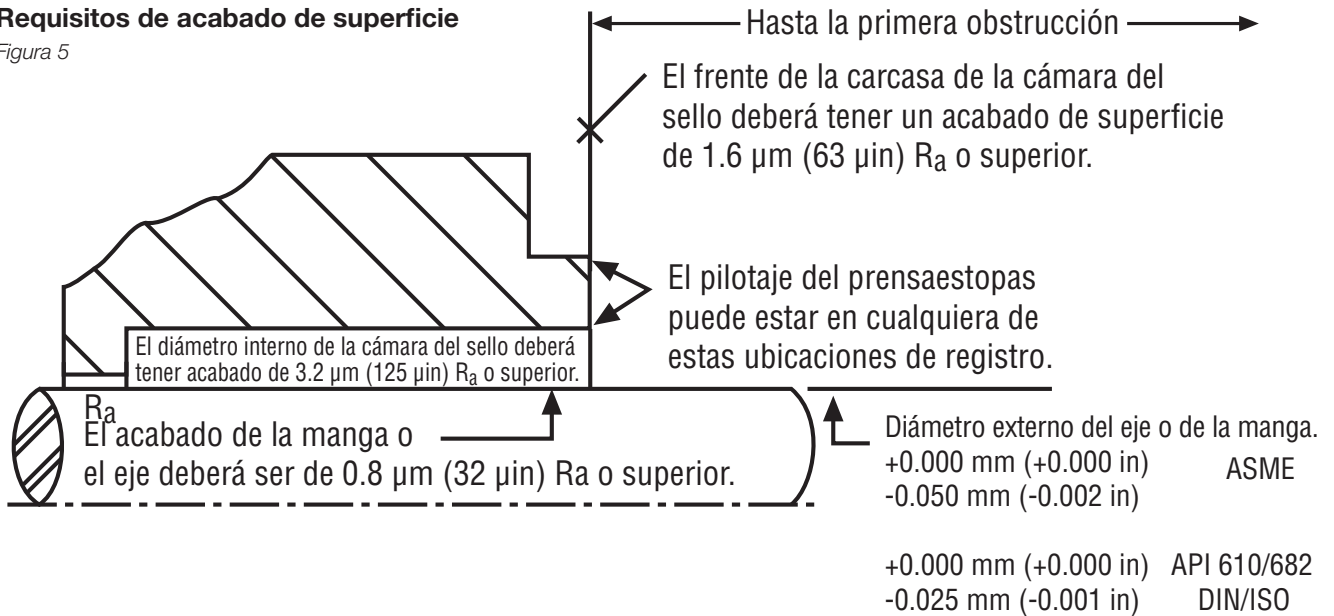 Requisitos de acabado de superficie
Figura 5
Hasta la primera obstrucción
El frente de la carcasa de la cámara del
sello deberá tener un acabado de superficie
de 1.6 µm (63 µin) Ra o superior.
El pilotaje del prensaestopas
puede estar en cualquiera de
estas ubicaciones de registro.
El diámetro interno de la cámara del sello deberá
tener acabado de 3.2 µm (125 µin) Ra o superior.
Ra
El acabado de la manga o
el eje deberá ser de 0.8 µm (32 µin) Ra o superior.
Diámetro externo del eje o de la manga.
+0.000 mm (+0.000 in) ASME
-0.050 mm (-0.002 in)
+0.000 mm (+0.000 in) API 610/682
-0.025 mm (-0.001 in) DIN/ISO